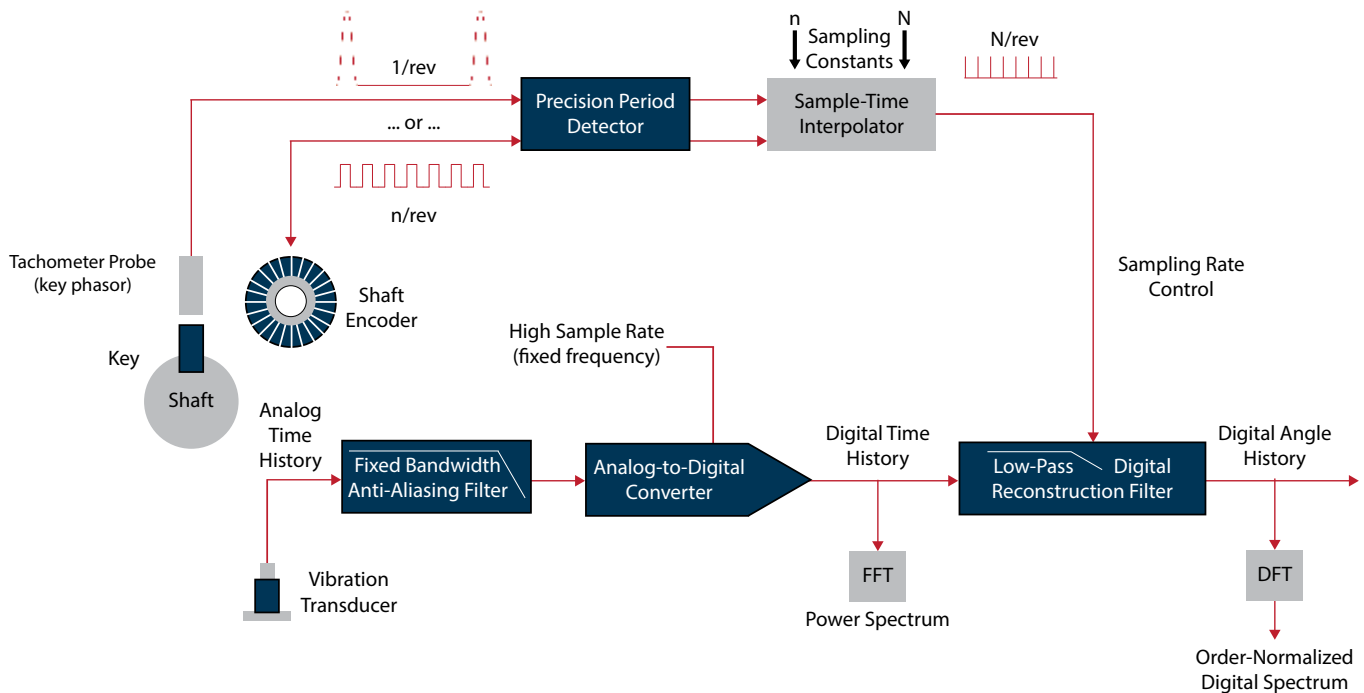 n
N
Sampling
Constants
N/rev
1/rev
Precision Period
Detector
Sample-Time
Interpolator
... or ...
n/rev
Tachometer Probe
(key phasor)
Shaft
Encoder
Sampling Rate
Control
Key
Shaft
High Sample Rate
(fixed frequency)
Analog
Time
History
Fixed Bandwidth
Anti-Aliasing Filter
Analog-to-Digital
Converter
Digital Time
History
Low-Pass Digital
Reconstruction Filter
Digital Angle
History
Vibration
Transducer
FFT
Power Spectrum
DFT
Order-Normalized
Digital Spectrum